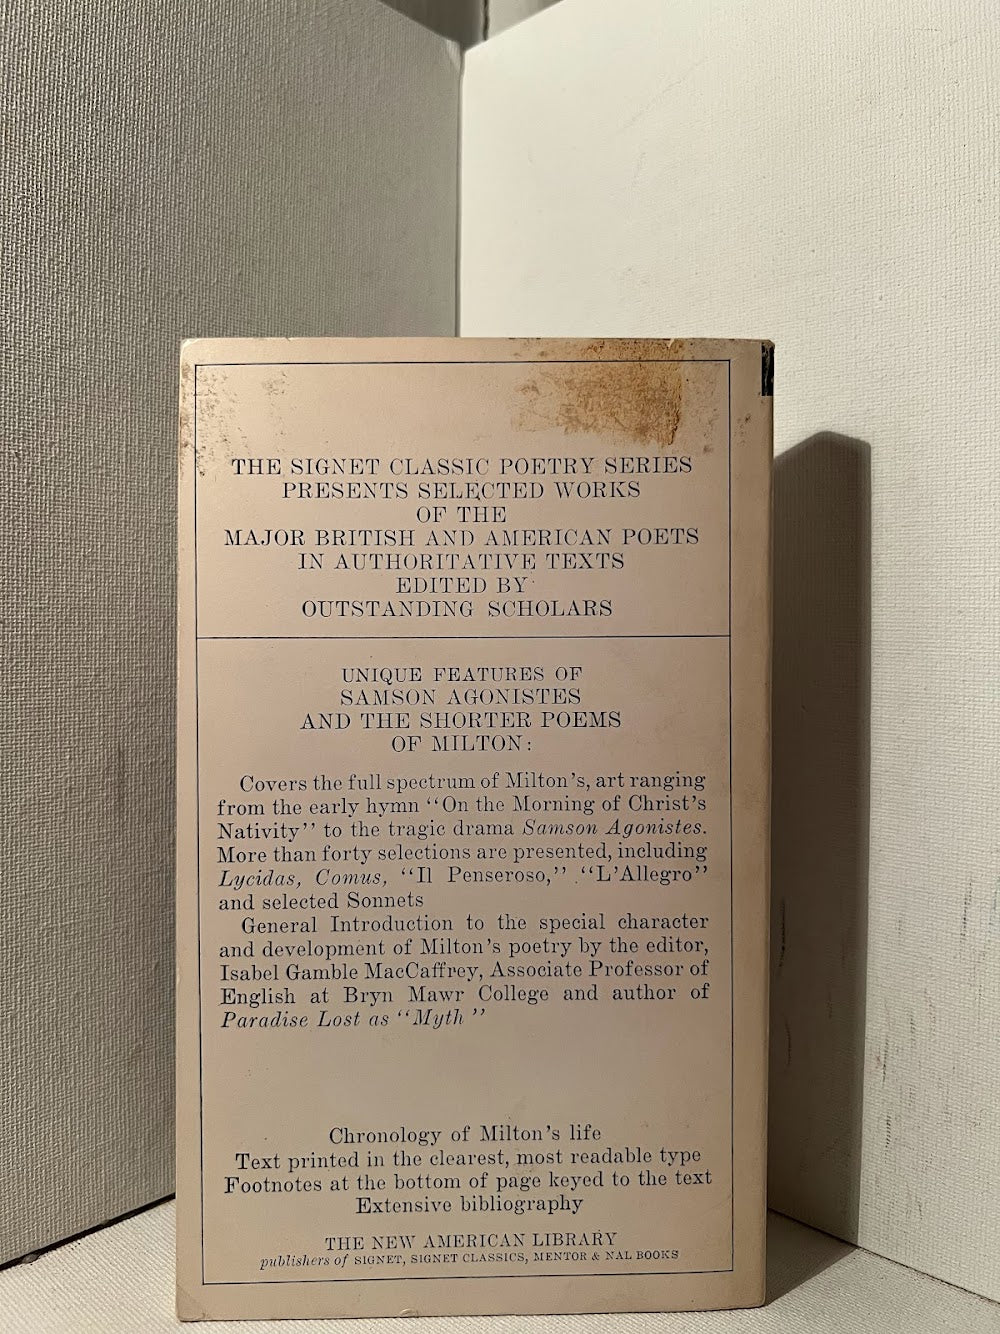 THE SIGNET CLASSIC POETRY SERIES
PRESENTS SELECTED WORKS
OF THE
MAJOR BRITISH AND AMERICAN POETS
IN AUTHORITATIVE TEXTS
EDITED BY
OUTSTANDING SCHOLARS
UNIQUE FEATURES OF
SAMSON AGONISTES
AND THE SHORTER POEMS
OF MILTON:
Covers the full spectrum of Milton's, art ranging
from the early hymn "On the Morning of Christ's
Nativity" to the tragic drama Samson Agonistes.
More than forty selections are presented, including
Lycidas, Comus, "Il Penseroso," "L'Allegro"
and selected Sonnets
General Introduction to the special character
and development of Milton's poetry by the editor,
Isabel Gamble MacCaffrey, Associate Professor of
English at Bryn Mawr College and author of
Paradise Lost as "Myth"
Chronology of Milton's life
Text printed in the clearest, most readable type
Footnotes at the bottom of page keyed to the text
Extensive bibliography
THE NEW AMERICAN LIBRARY
publishers of SIGNET, SIGNET CLASSICS, MENTOR & NAL BOOKS